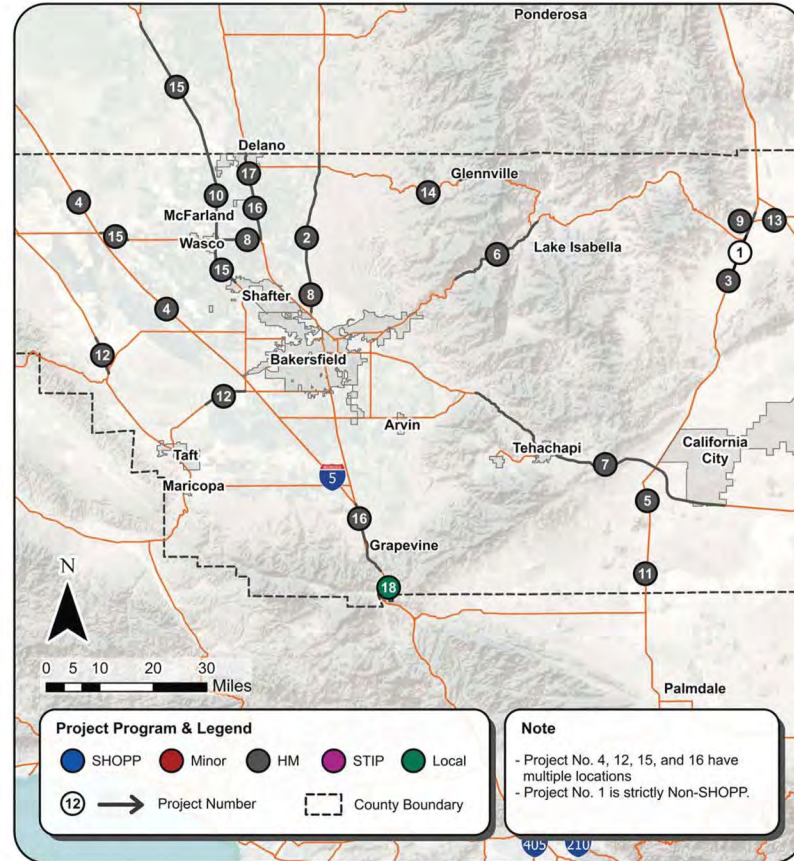 Ponderosa
15
Delano
17
Glennville
14
4
10
McFarland
16
9
13
15
Wasco
8
2
Lake Isabella
6
1
15
3
Shafter
8
4
12
Bakersfield
12
Arvin
California
City
Tehachapi
Taft
7
Maricopa
5
5
16
Grapevine
11
18
N
0 5 10 20 30
Miles
Palmdale
Project Program & Legend
SHOPP Minor HM STIP Local
12 Project Number County Boundary
Note
- Project No. 4, 12, 15, and 16 have
multiple locations
- Project No. 1 is strictly Non-SHOPP.
405 210